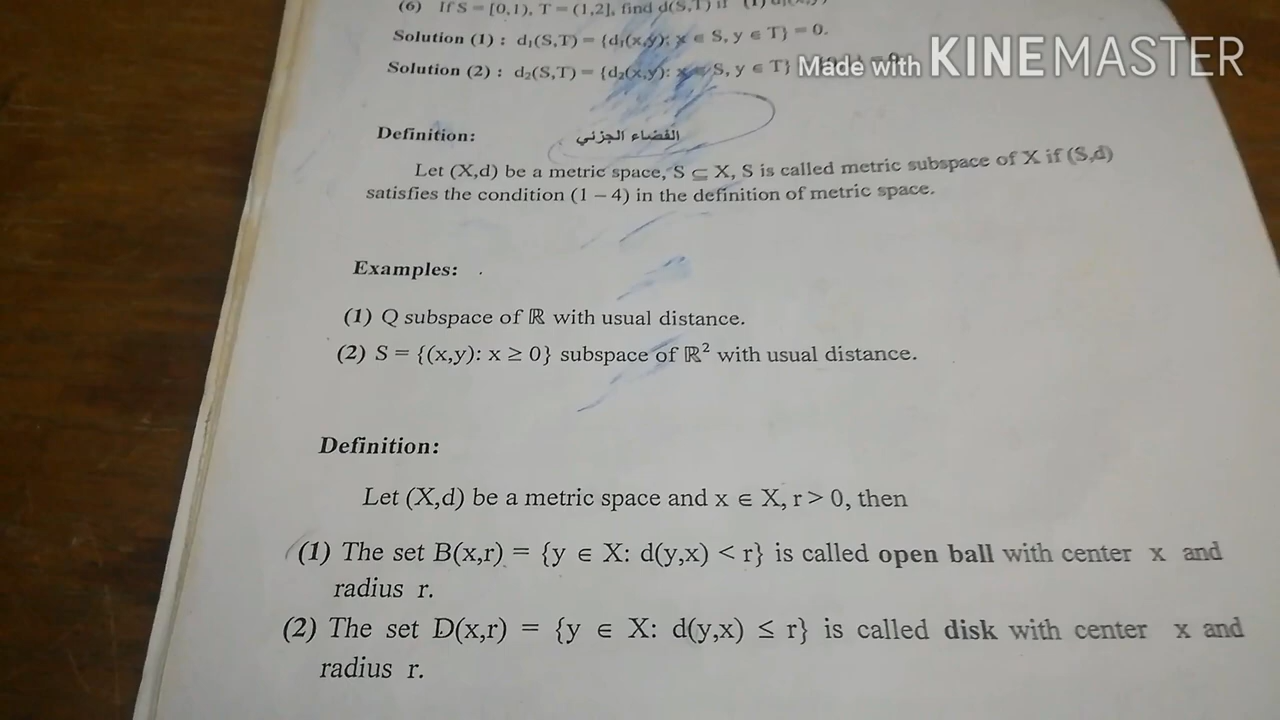 (6) If S = [0,1), T = (1,2], find d(S,T) if (1)
Solution (1) : d₁(S,T) = {d₁(x,y): x ∈ S, y ∈ T} = 0.
Solution (2) : d₂(S,T) = {d₂(x,y): x ∈ S, y ∈ T}
Made with KINEMASTER
Definition: الفضاء الجزئي
Let (X,d) be a metric space, S ⊆ X, S is called metric subspace of X if (S,d)
satisfies the condition (1 – 4) in the definition of metric space.
Examples:
(1) Q subspace of ℝ with usual distance.
(2) S = {(x,y): x ≥ 0} subspace of ℝ² with usual distance.
Definition:
Let (X,d) be a metric space and x ∈ X, r > 0, then
(1) The set B(x,r) = {y ∈ X: d(y,x) < r} is called open ball with center x and
radius r.
(2) The set D(x,r) = {y ∈ X: d(y,x) ≤ r} is called disk with center x and
radius r.